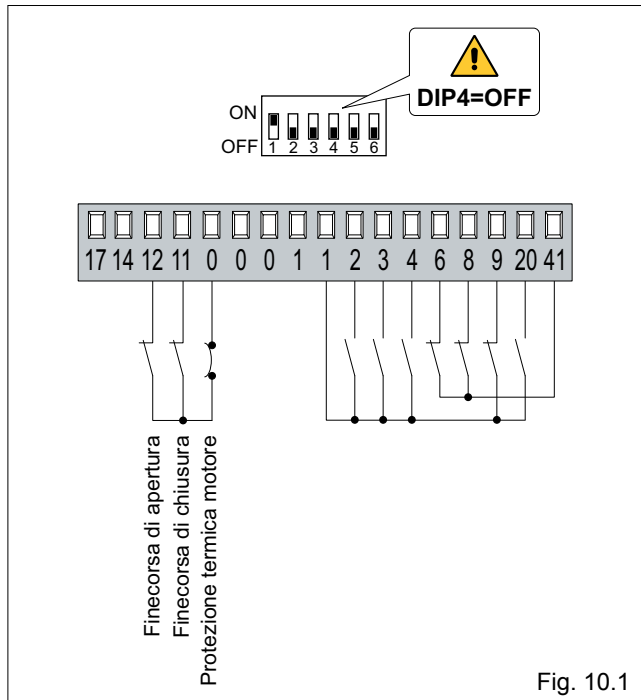 DIP4=OFF
ON
OFF
1 2 3 4 5 6
17 14 12 11 0 0 0 1 1 2 3 4 6 8 9 20 41
Finecorsa di apertura
Finecorsa di chiusura
Protezione termica motore
Fig. 10.1